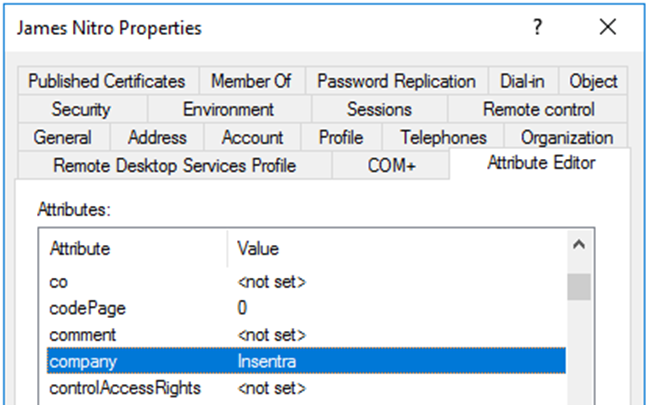 James Nitro Properties ? ×
Published Certificates Member Of Password Replication Dial-in Object
Security Environment Sessions Remote control
General Address Account Profile Telephones Organization
Remote Desktop Services Profile COM+ Attribute Editor
Attributes:
Attribute Value
co <not set>
codePage 0
comment <not set>
company Insentra
controlAccessRights <not set>